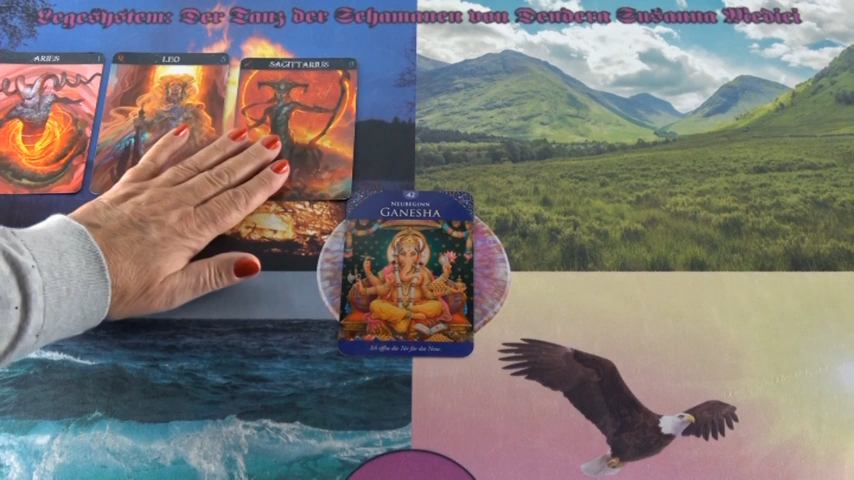 Legesystem: Der Tanz der Schamanen von Dendera Susanna Medici
ARIES
LEO
SAGITTARIUS
42
NEUBEGINN
GANESHA
Ich öffne die Tür für das Neue.